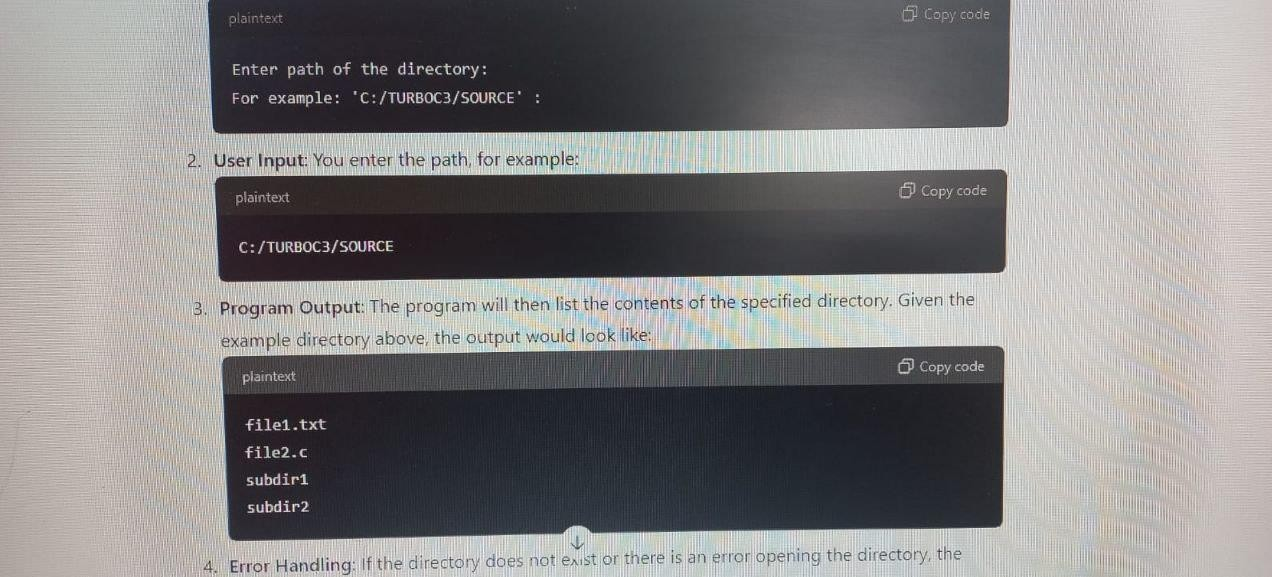 plaintext
Copy code
Enter path of the directory:
For example: 'C:/TURBOC3/SOURCE' :
2. User Input: You enter the path, for example:
plaintext
Copy code
C:/TURBOC3/SOURCE
3. Program Output: The program will then list the contents of the specified directory. Given the
example directory above, the output would look like:
plaintext
Copy code
file1.txt
file2.c
subdir1
subdir2
4. Error Handling: If the directory does not exist or there is an error opening the directory, the